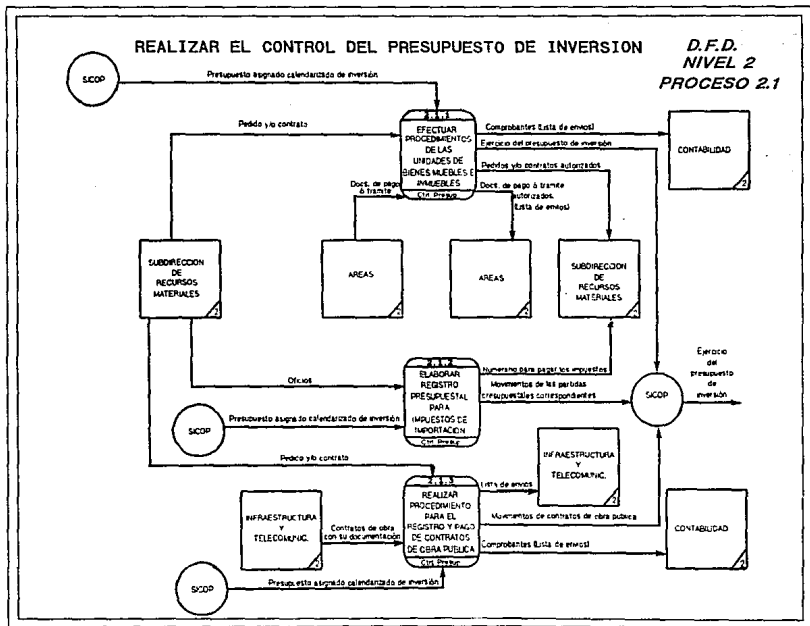 REALIZAR EL CONTROL DEL PRESUPUESTO DE INVERSION
D.F.D.
NIVEL 2
PROCESO 2.1
SICOP
Presupuesto asignado calendarizado de inversión
Pedido y/o contrato
2.1.1
EFECTUAR
PROCEDIMIENTOS
DE LAS
UNIDADES DE
BIENES MUEBLES E
INMUEBLES
Ctrl. Presup.
Comprobantes (Lista de envios)
Ejercicio del presupuesto de inversión
Pedidos y/o contratos autorizados
Docs. de pago ó tramite
autorizados.
(Lista de envios)
CONTABILIDAD
2
Docs. de pago
ó tramite
SUBDIRECCION
DE
RECURSOS
MATERIALES
2
AREAS
2
AREAS
2
SUBDIRECCION
DE
RECURSOS
MATERIALES
2
Oficios
Presupuesto asignado calendarizado de inversión
SICOP
2.1.2
ELABORAR
REGISTRO
PRESUPUESTAL
PARA
IMPUESTOS DE
IMPORTACION
Ctrl. Presup.
Numerario para pagar los impuestos
Movimientos de las partidas
presupuestales correspondientes
SICOP
Ejercicio
del
presupuesto
de
inversión
Pedido y/o contrato
INFRAESTRUCTURA
Y
TELECOMUNIC.
2
Contratos de obra
con su documentación
2.1.3
REALIZAR
PROCEDIMIENTO
PARA EL
REGISTRO Y PAGO
DE CONTRATOS
DE OBRA PUBLICA
Ctrl. Presup.
Lista de envios
INFRAESTRUCTURA
Y
TELECOMUNIC.
2
Movimientos de contratos de obra publica
Comprobantes (Lista de envios)
CONTABILIDAD
2
SICOP
Presupuesto asignado calendarizado de inversión